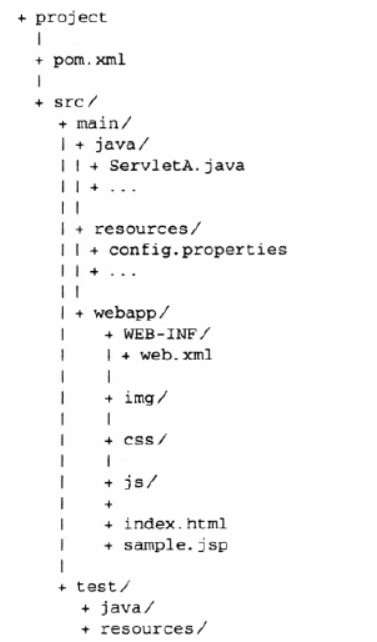 + project
|
+ pom.xml
|
+ src/
+ main/
| + java/
| | + ServletA.java
| | + ...
| |
| + resources/
| | + config.properties
| | + ...
| |
| + webapp/
| + WEB-INF/
| | + web.xml
| |
| + img/
| |
| + css/
| |
| + js/
| +
| + index.html
| + sample.jsp
|
+ test/
+ java/
+ resources/